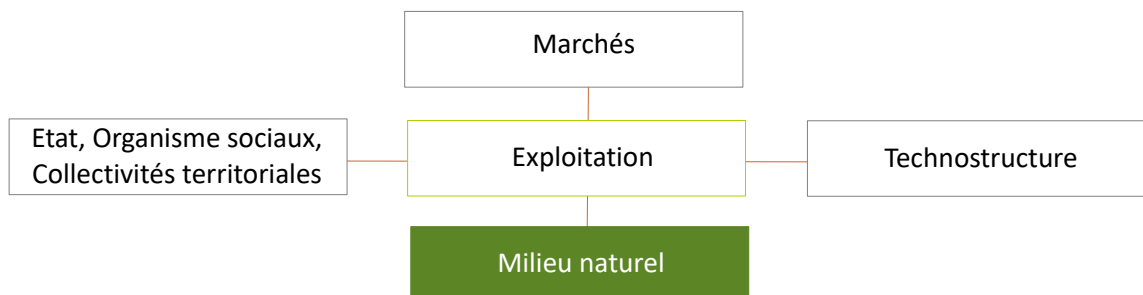 Marchés
Etat, Organisme sociaux,
Collectivités territoriales
Exploitation
Technostructure
Milieu naturel